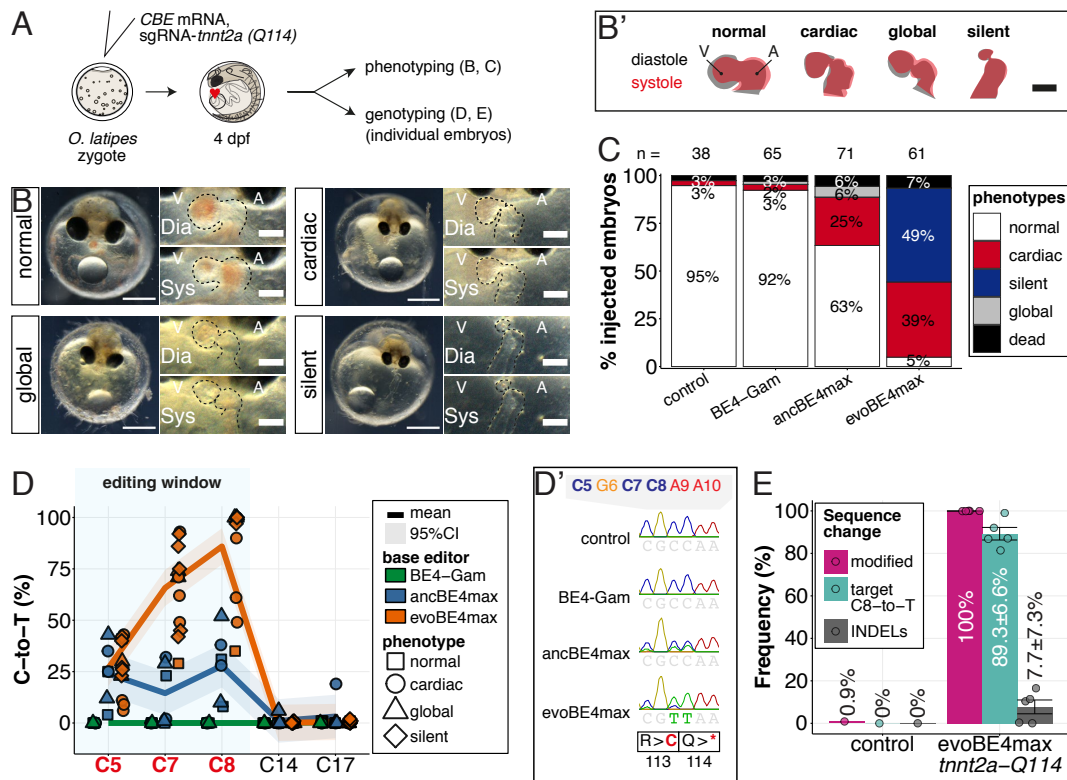 A
CBE mRNA,
sgRNA-tnnt2a (Q114)
O. latipes
zygote
4 dpf
phenotyping (B, C)
genotyping (D, E)
(individual embryos)
B'
normal
cardiac
global
silent
diastole
systole
V
A
B
normal
V
A
Dia
V
A
Sys
cardiac
V
A
Dia
V
A
Sys
global
V
A
Dia
V
A
Sys
silent
V
A
Dia
V
A
Sys
C
n =
38
65
71
61
% injected embryos
100
75
50
25
0
3%
3%
95%
3%
2%
3%
92%
6%
6%
25%
63%
7%
49%
39%
5%
control
BE4-Gam
ancBE4max
evoBE4max
phenotypes
normal
cardiac
silent
global
dead
D
editing window
C-to-T (%)
100
75
50
25
0
C5
C7
C8
C14
C17
mean
95%CI
base editor
BE4-Gam
ancBE4max
evoBE4max
phenotype
normal
cardiac
global
silent
D'
C5 G6 C7 C8 A9 A10
control
C G C C A A
BE4-Gam
C G C C A A
ancBE4max
C G C C A A
evoBE4max
C G T T A A
R>C Q>*
113 114
E
Frequency (%)
100
80
60
40
20
0
Sequence
change
modified
target
C8-to-T
INDELs
0.9%
0%
0%
100%
89.3±6.6%
7.7±7.3%
control
evoBE4max
tnnt2a-Q114